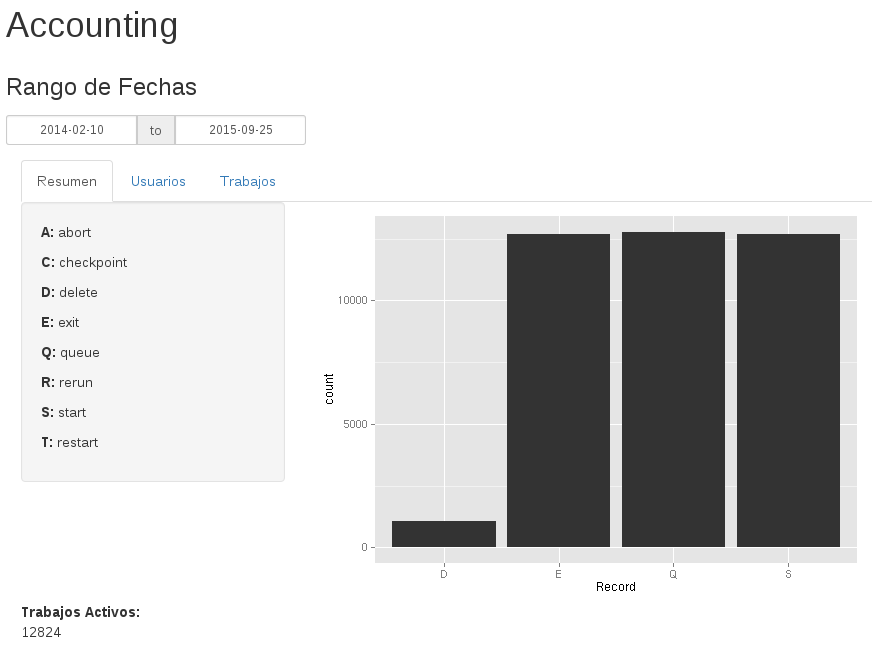 Accounting
Rango de Fechas
2014-02-10 to 2015-09-25
Resumen Usuarios Trabajos
A: abort
C: checkpoint
D: delete
E: exit
Q: queue
R: rerun
S: start
T: restart
10000
5000
0
count
D E Q S
Record
Trabajos Activos:
12824